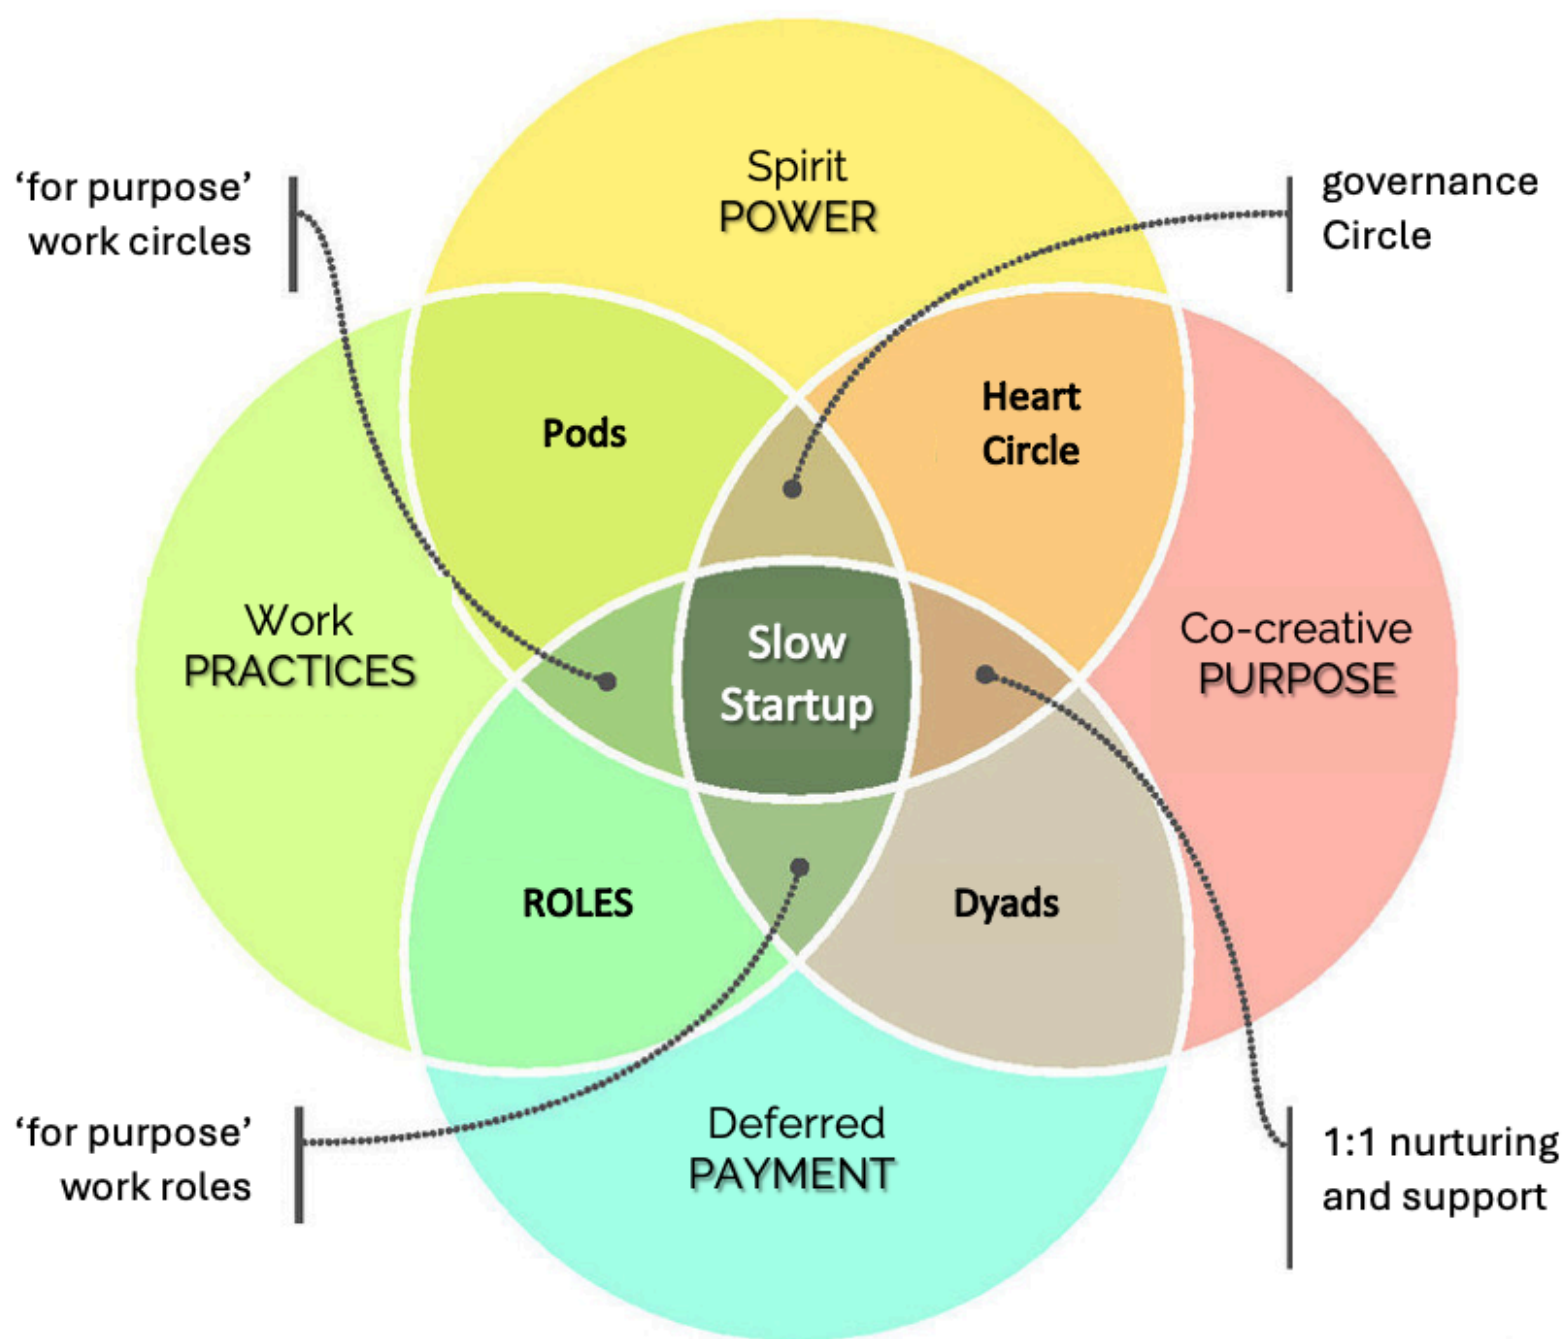 Spirit
POWER
‘for purpose’
work circles
governance
Circle
Pods
Heart
Circle
Work
PRACTICES
Slow
Startup
Co-creative
PURPOSE
ROLES
Dyads
Deferred
PAYMENT
‘for purpose’
work roles
1:1 nurturing
and support